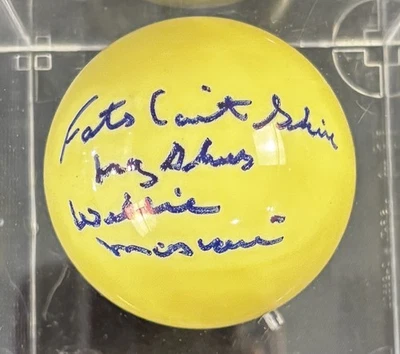 Fats Can't Shine
my Shoes
Willie
Mosconi